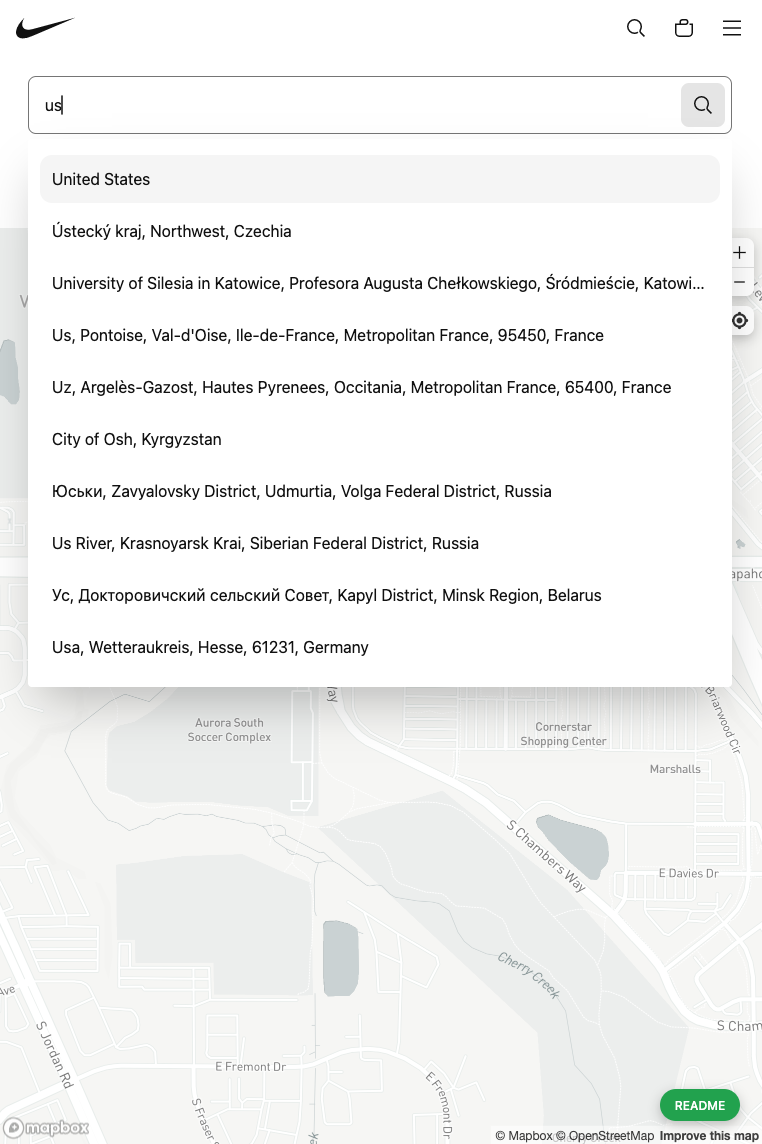 us
United States
Ústecký kraj, Northwest, Czechia
University of Silesia in Katowice, Profesora Augusta Chełkowskiego, Śródmieście, Katowi...
Us, Pontoise, Val-d'Oise, Ile-de-France, Metropolitan France, 95450, France
Uz, Argelès-Gazost, Hautes Pyrenees, Occitania, Metropolitan France, 65400, France
City of Osh, Kyrgyzstan
Юськи, Zavyalovsky District, Udmurtia, Volga Federal District, Russia
Us River, Krasnoyarsk Krai, Siberian Federal District, Russia
Ус, Докторовичский сельский Совет, Kapyl District, Minsk Region, Belarus
Usa, Wetteraukreis, Hesse, 61231, Germany
Way
Briarwood Cir
Aurora South
Soccer Complex
Cornerstar
Shopping Center
Marshalls
S Chambers Way
E Davies Dr
Cherry Creek
Ave
S Jordan Rd
S Cham
E Fremont Dr
E Fremont Dr
S Fraser S
README
mapbox
© Mapbox © OpenStreetMap Improve this map